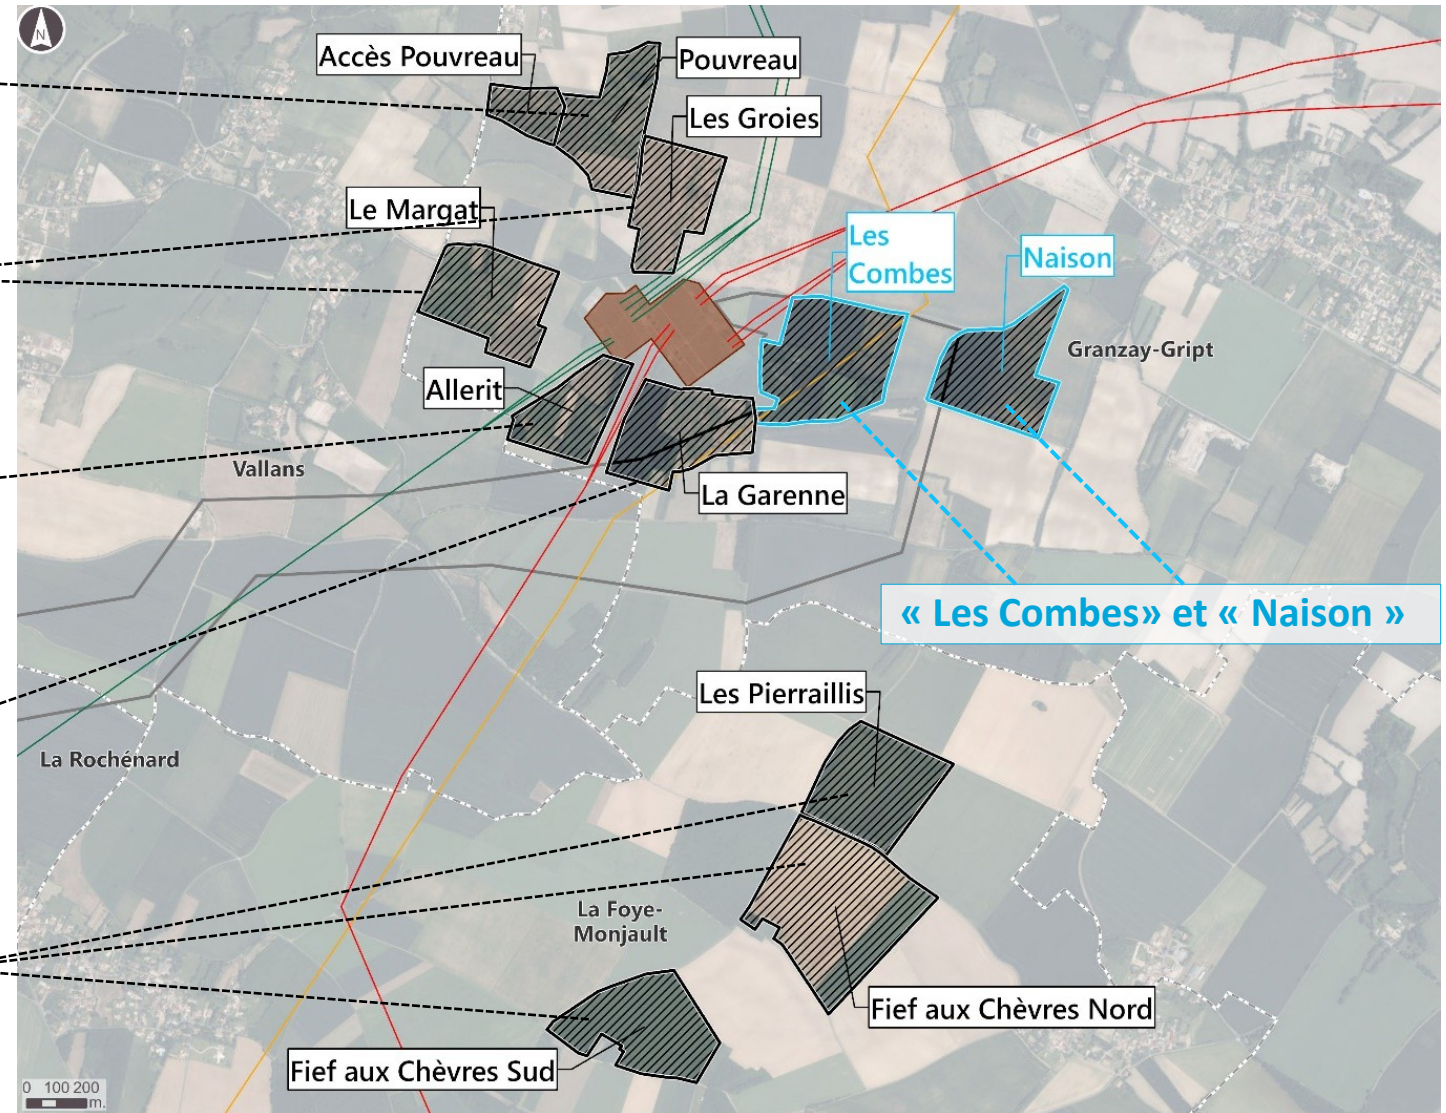 N
Accès Pouvreau
Pouvreau
Les Groies
Le Margat
Les
Combes
Naison
Granzay-Gript
Allerit
Vallans
La Garenne
« Les Combes» et « Naison »
Les Pierraillis
La Rochénard
La Foye-
Monjault
Fief aux Chèvres Nord
Fief aux Chèvres Sud
0 100 200
m.